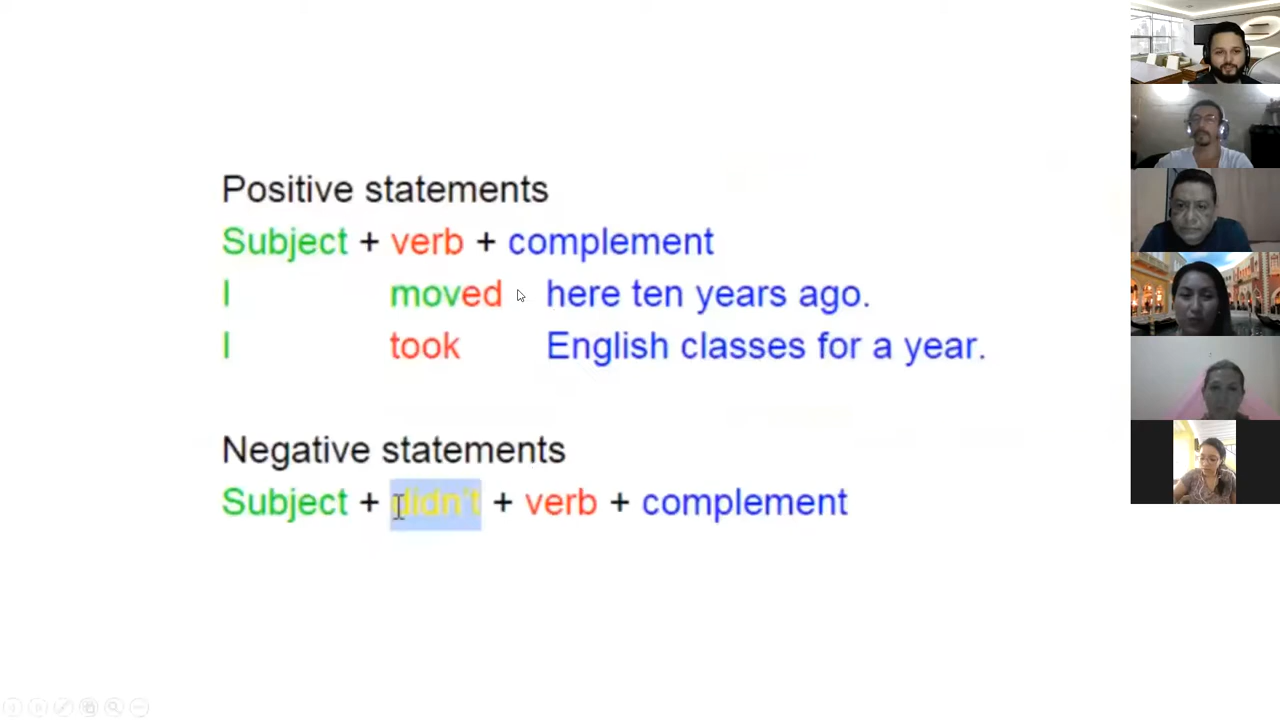 Positive statements
Subject + verb + complement
I moved here ten years ago.
I took English classes for a year.
Negative statements
Subject + didn't + verb + complement